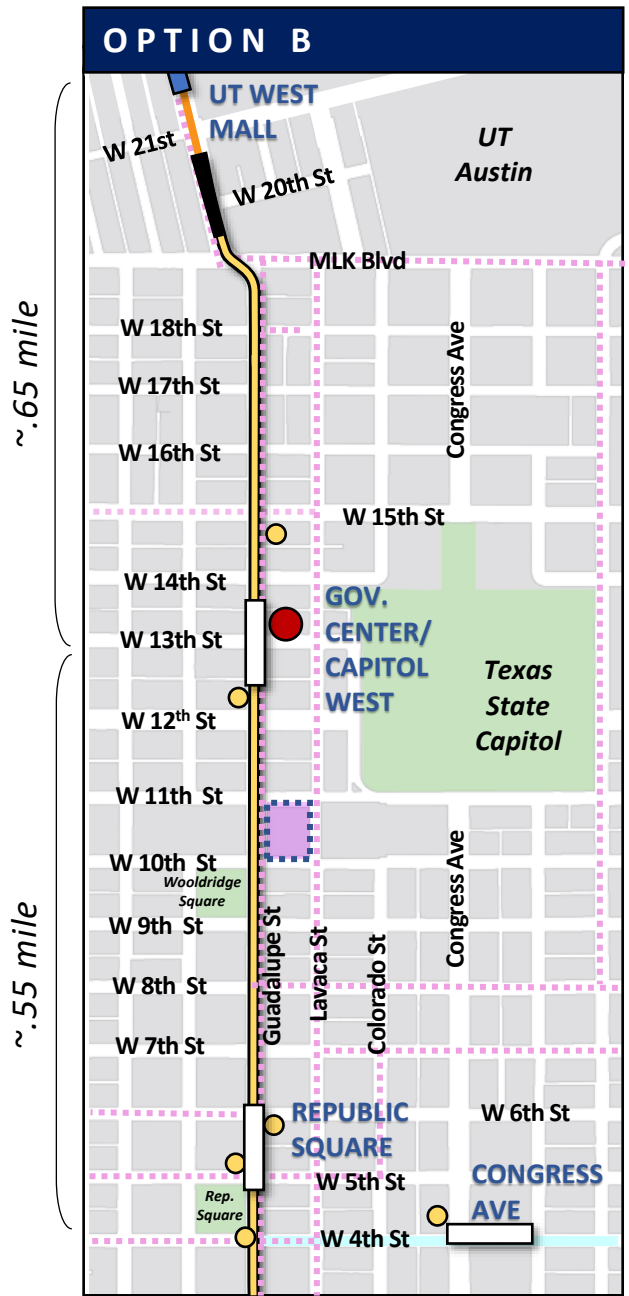 OPTION B
UT WEST
MALL
W 21st
UT
Austin
W 20th St
MLK Blvd
~.65 mile
W 18th St
W 17th St
Congress Ave
W 16th St
W 15th St
W 14th St
GOV.
CENTER/
CAPITOL
WEST
W 13th St
Texas
State
Capitol
W 12th St
W 11th St
W 10th St
Wooldridge
Square
Congress Ave
~.55 mile
W 9th St
Guadalupe St
Lavaca St
Colorado St
W 8th St
W 7th St
REPUBLIC
SQUARE
W 6th St
W 5th St
CONGRESS
AVE
Rep.
Square
W 4th St